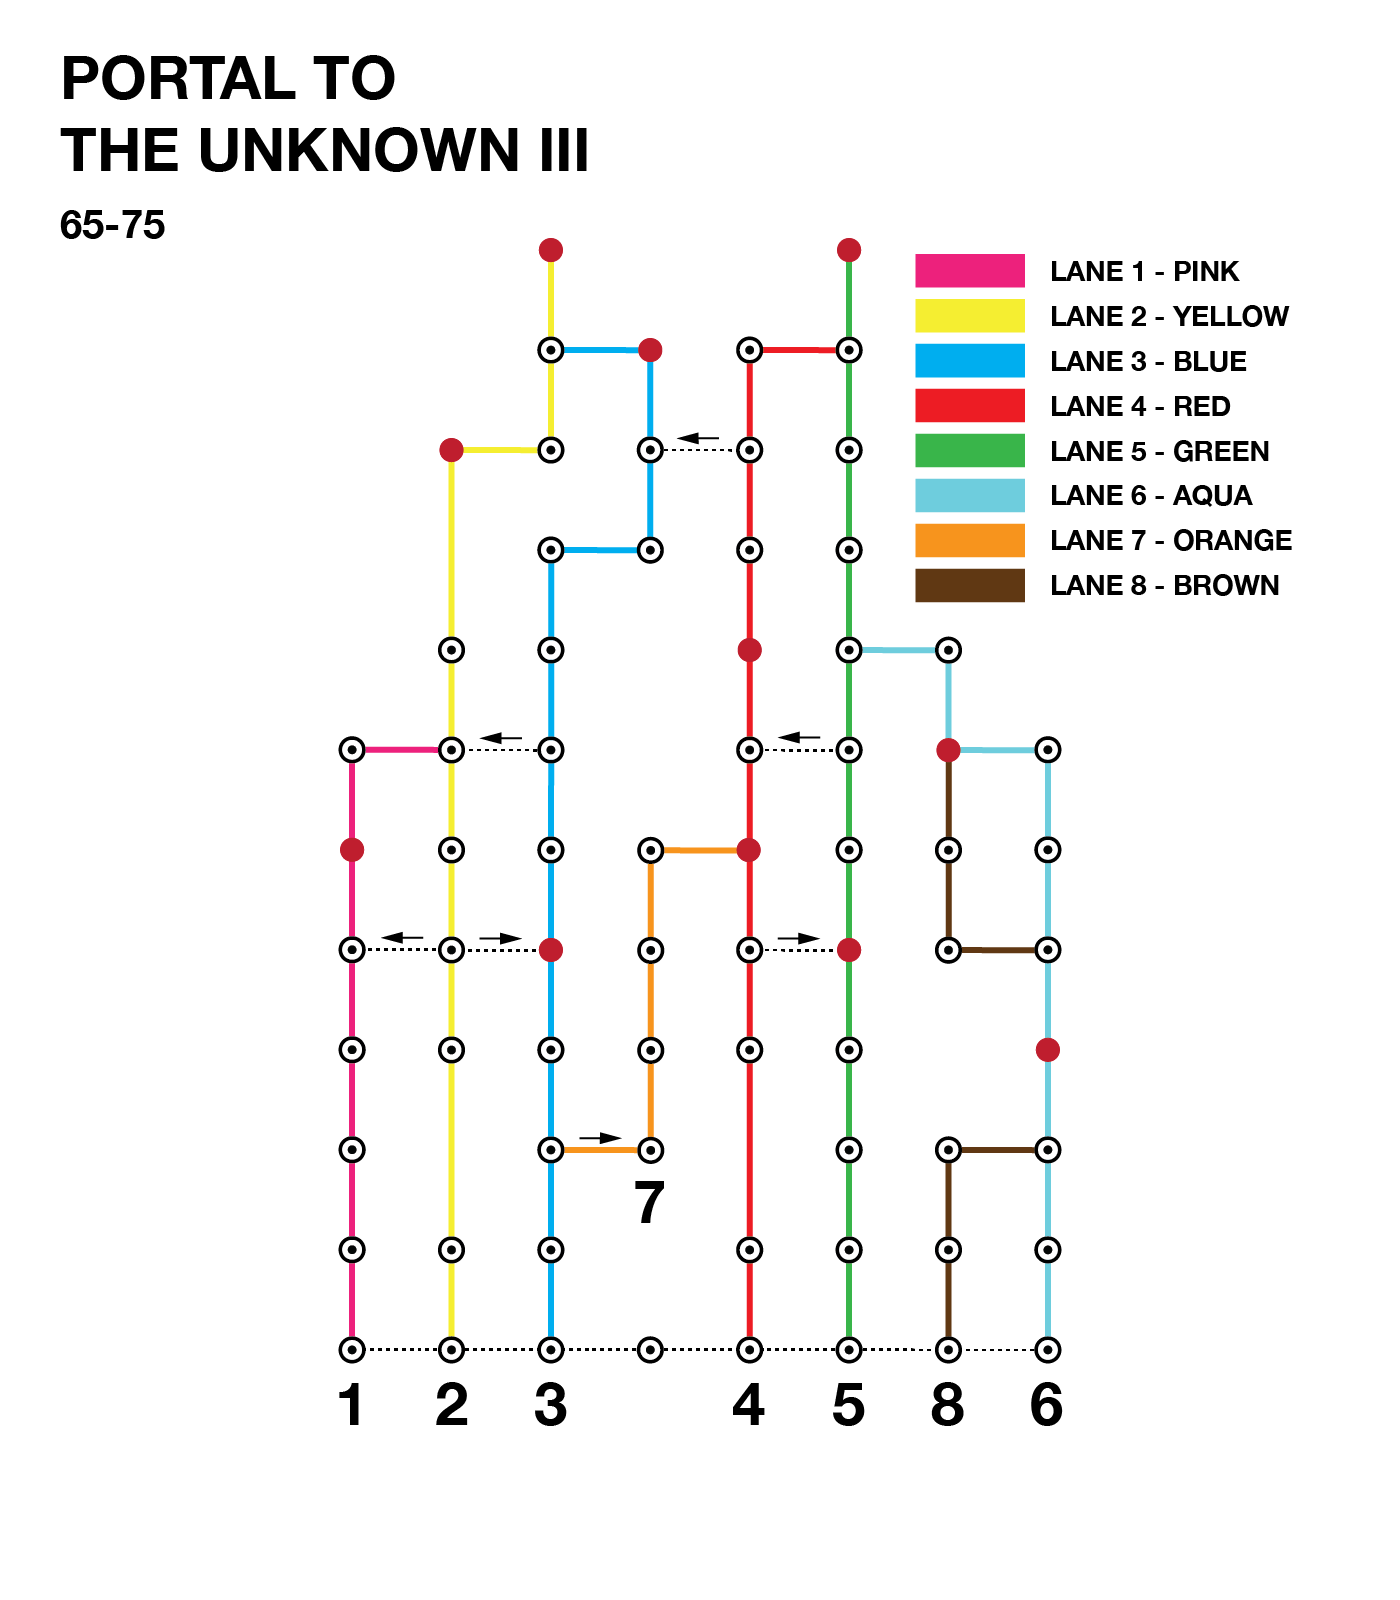 PORTAL TO
THE UNKNOWN III
65-75
LANE 1 - PINK
LANE 2 - YELLOW
LANE 3 - BLUE
LANE 4 - RED
LANE 5 - GREEN
LANE 6 - AQUA
LANE 7 - ORANGE
LANE 8 - BROWN
7
1 2 3 4 5 8 6